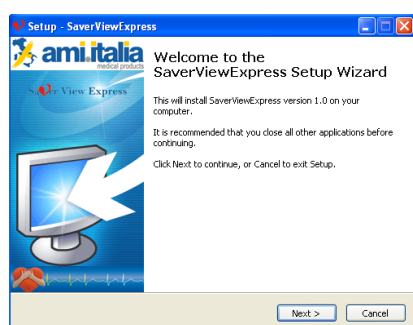 Setup - SaverViewExpress
ami.italia
medical products
Saver View Express
Welcome to the
SaverViewExpress Setup Wizard
This will install SaverViewExpress version 1.0 on your
computer.
It is recommended that you close all other applications before
continuing.
Click Next to continue, or Cancel to exit Setup.
Next >
Cancel